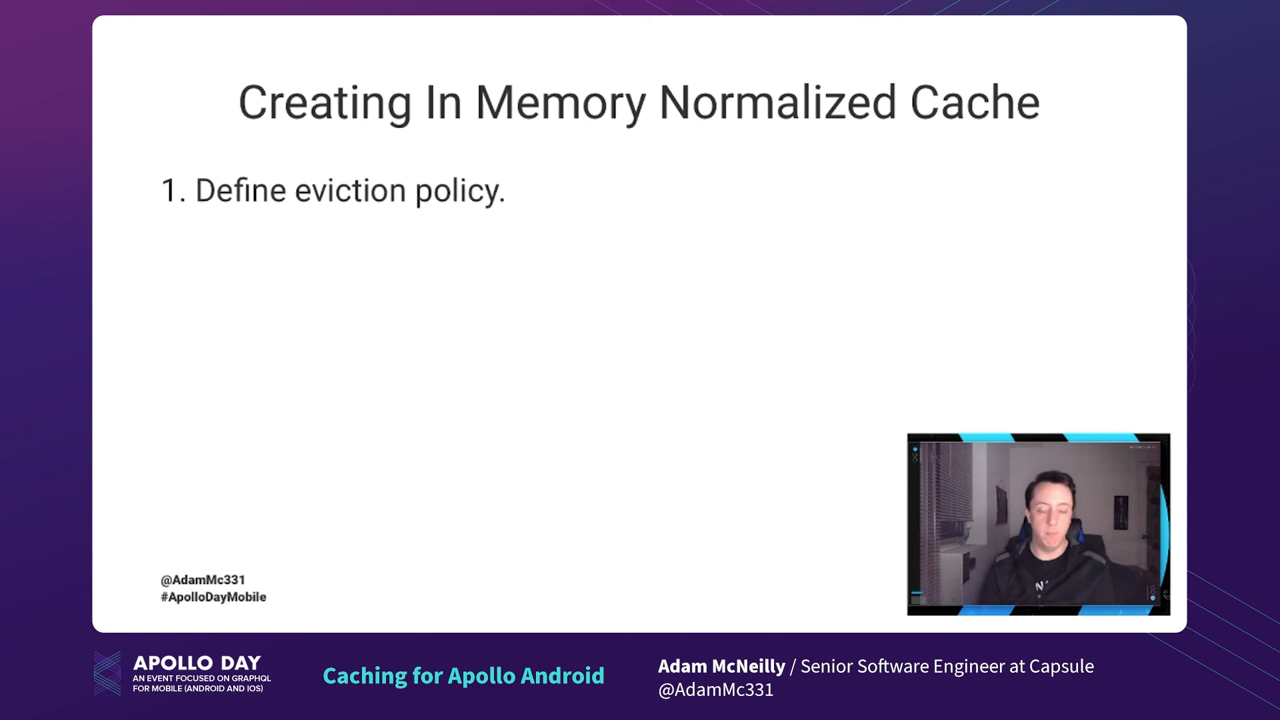 Creating In Memory Normalized Cache
1. Define eviction policy.
@AdamMc331
#ApolloDayMobile
APOLLO DAY
AN EVENT FOCUSED ON GRAPHQL
FOR MOBILE (ANDROID AND IOS)
Caching for Apollo Android
Adam McNeilly / Senior Software Engineer at Capsule
@AdamMc331